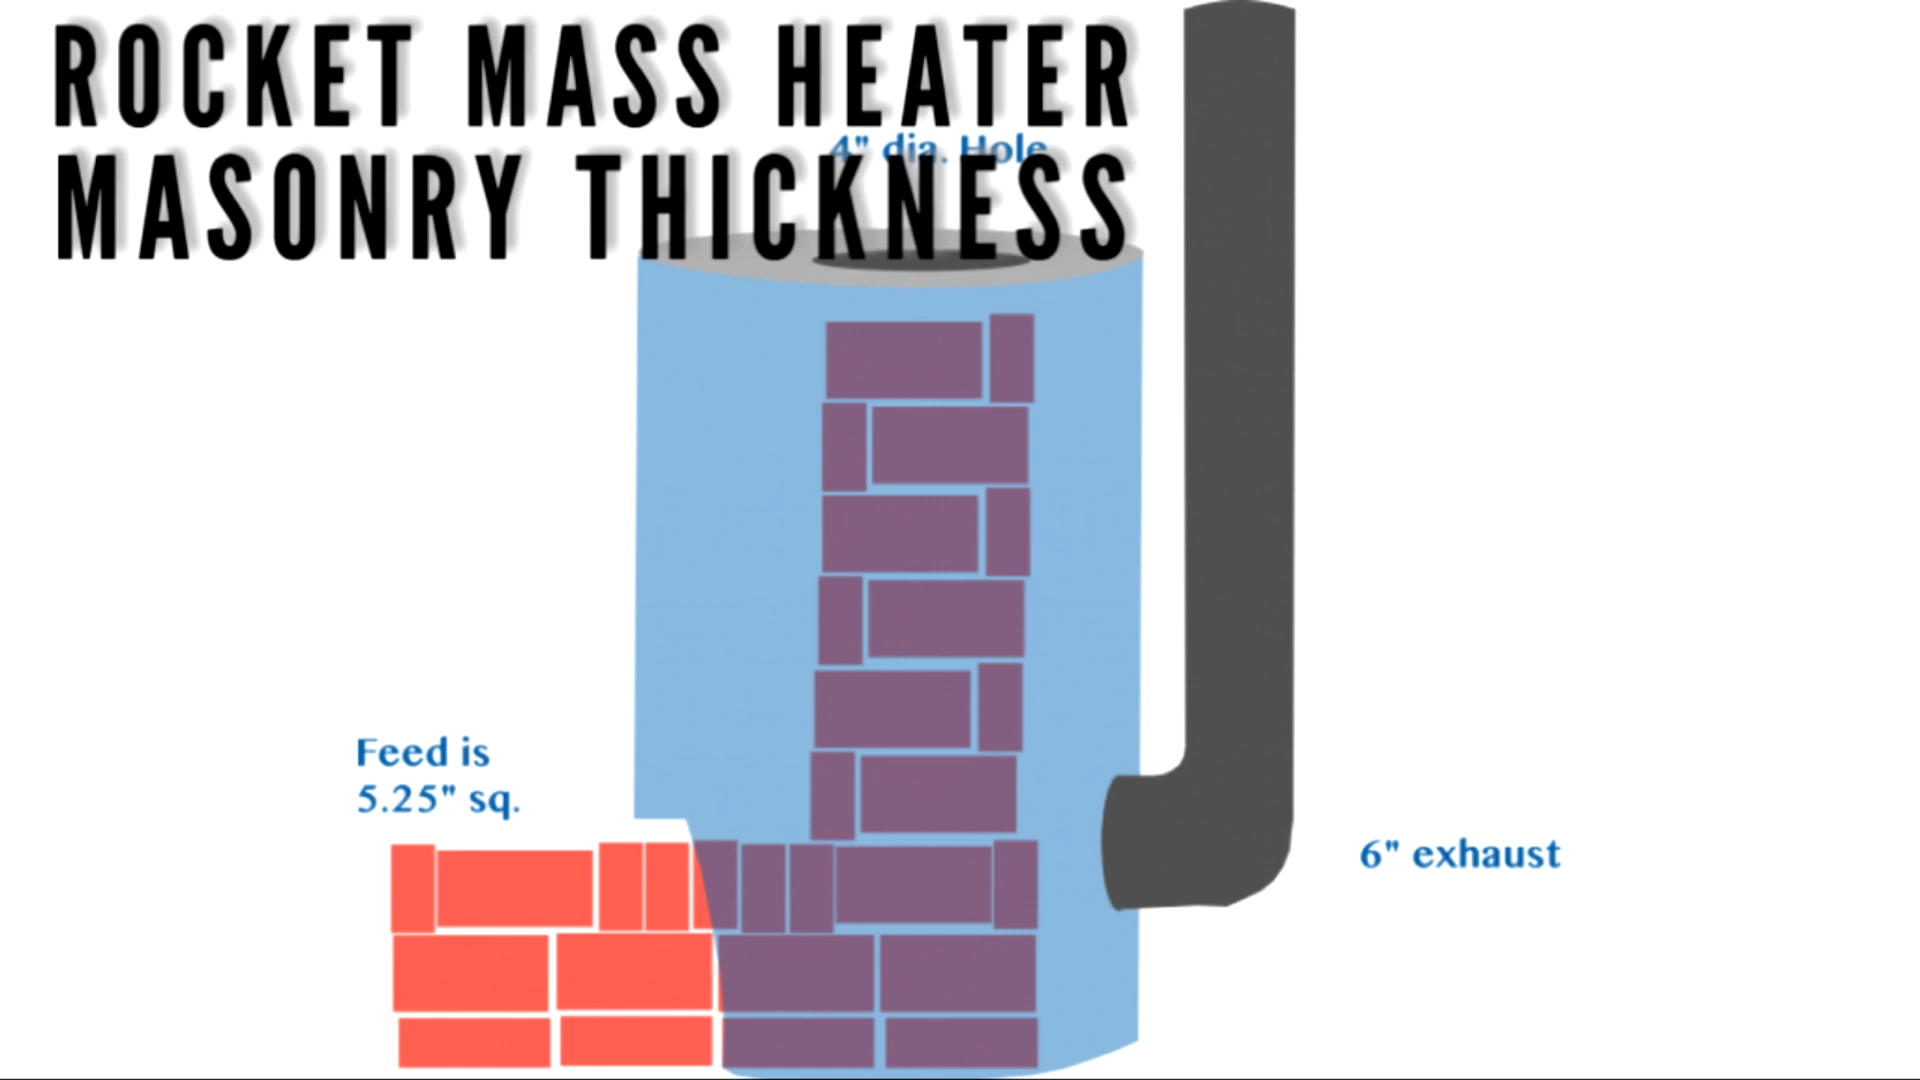 ROCKET MASS HEATER
4" dia. Hole
MASONRY THICKNESS
Feed is
5.25" sq.
6" exhaust